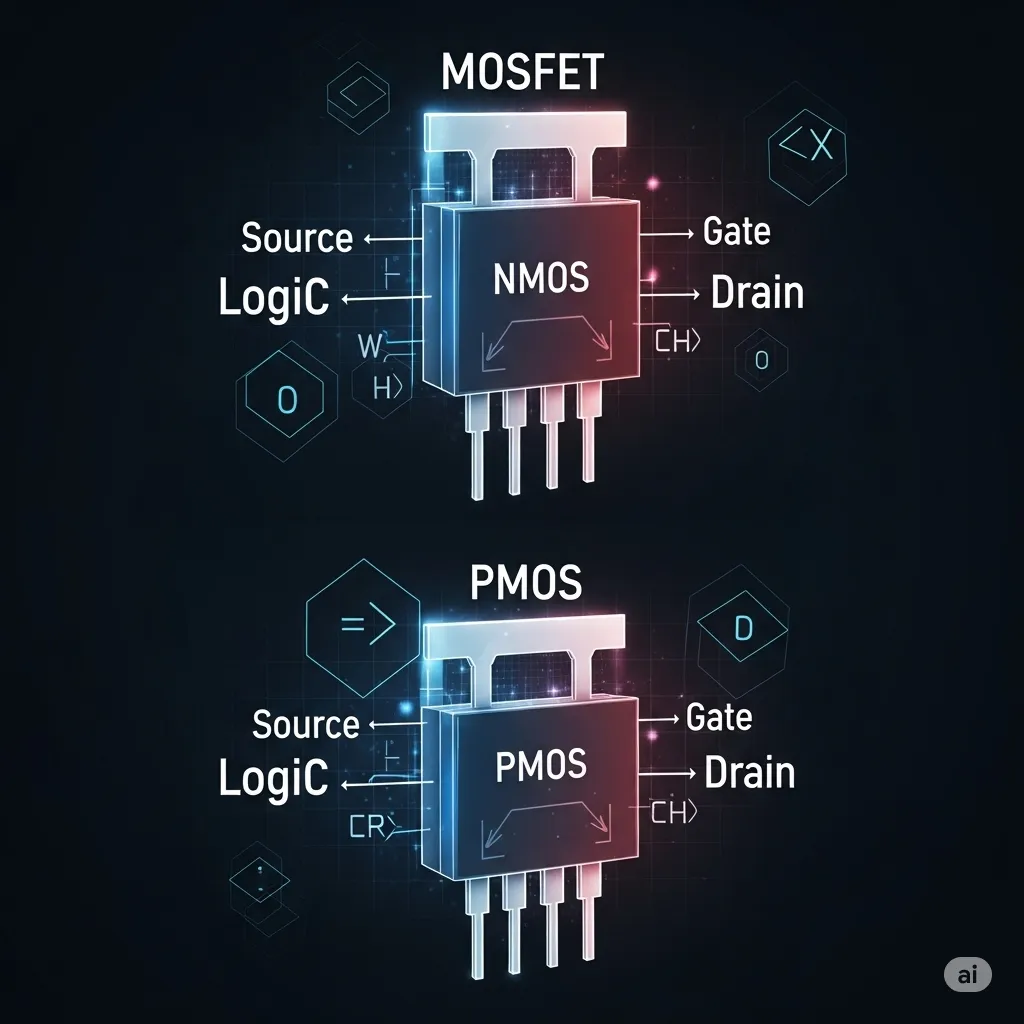 MOSFET
<X
Source
Gate
NMOS
LogiC
Drain
W
CH>
H>
O
O
PMOS
=>
D
Source
Gate
PMOS
LogiC
Drain
CR>
CH>
ai